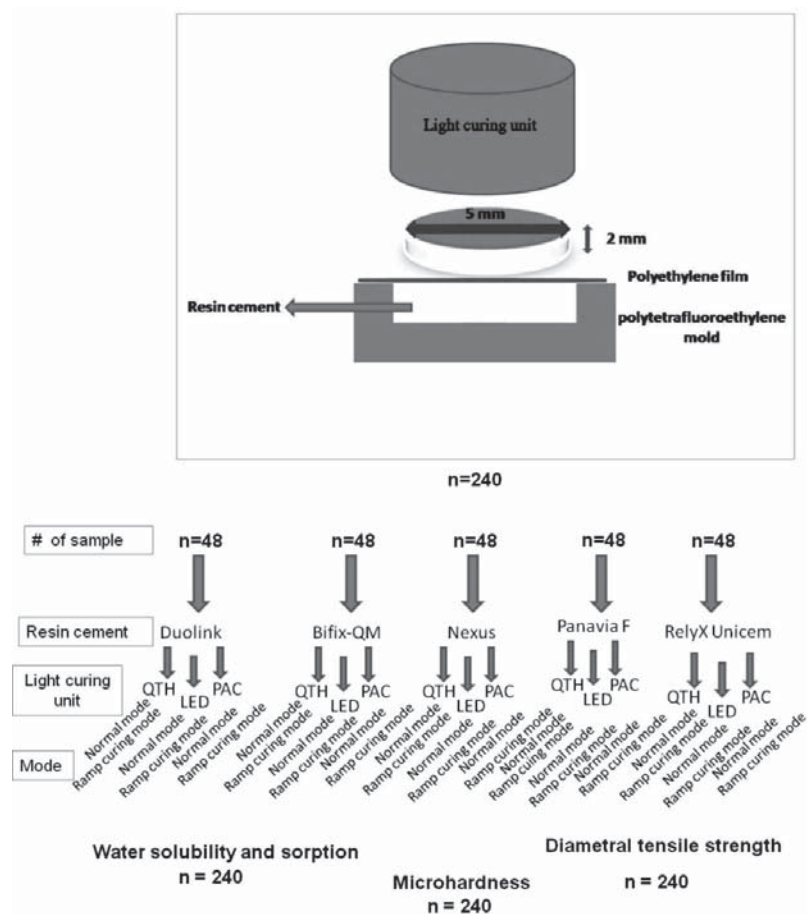 Light curing unit
5 mm
2 mm
Polyethylene film
Resin cement
polytetrafluoroethylene
mold
n=240
# of sample
n=48
n=48
n=48
n=48
n=48
Resin cement
Duolink
Bifix-QM
Nexus
Panavia F
RelyX Unicem
Light curing
unit
QTH
LED
PAC
QTH
LED
PAC
QTH
LED
PAC
QTH
LED
PAC
QTH
LED
PAC
Mode
Normal mode
Ramp curing mode
Normal mode
Ramp curing mode
Normal mode
Ramp curing mode
Normal mode
Ramp curing mode
Normal mode
Ramp curing mode
Normal mode
Ramp curing mode
Normal mode
Ramp curing mode
Normal mode
Ramp curing mode
Normal mode
Ramp curing mode
Normal mode
Ramp curing mode
Normal mode
Ramp curing mode
Normal mode
Ramp curing mode
Normal mode
Ramp curing mode
Normal mode
Ramp curing mode
Normal mode
Ramp curing mode
Water solubility and sorption
n = 240
Microhardness
n = 240
Diametral tensile strength
n = 240